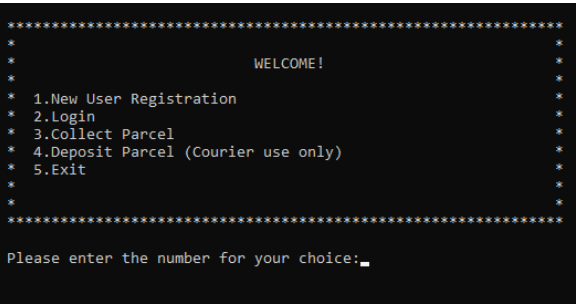 ****************************************************************
* *
* WELCOME! *
* *
* 1.New User Registration *
* 2.Login *
* 3.Collect Parcel *
* 4.Deposit Parcel (Courier use only) *
* 5.Exit *
* *
* *
****************************************************************
Please enter the number for your choice: